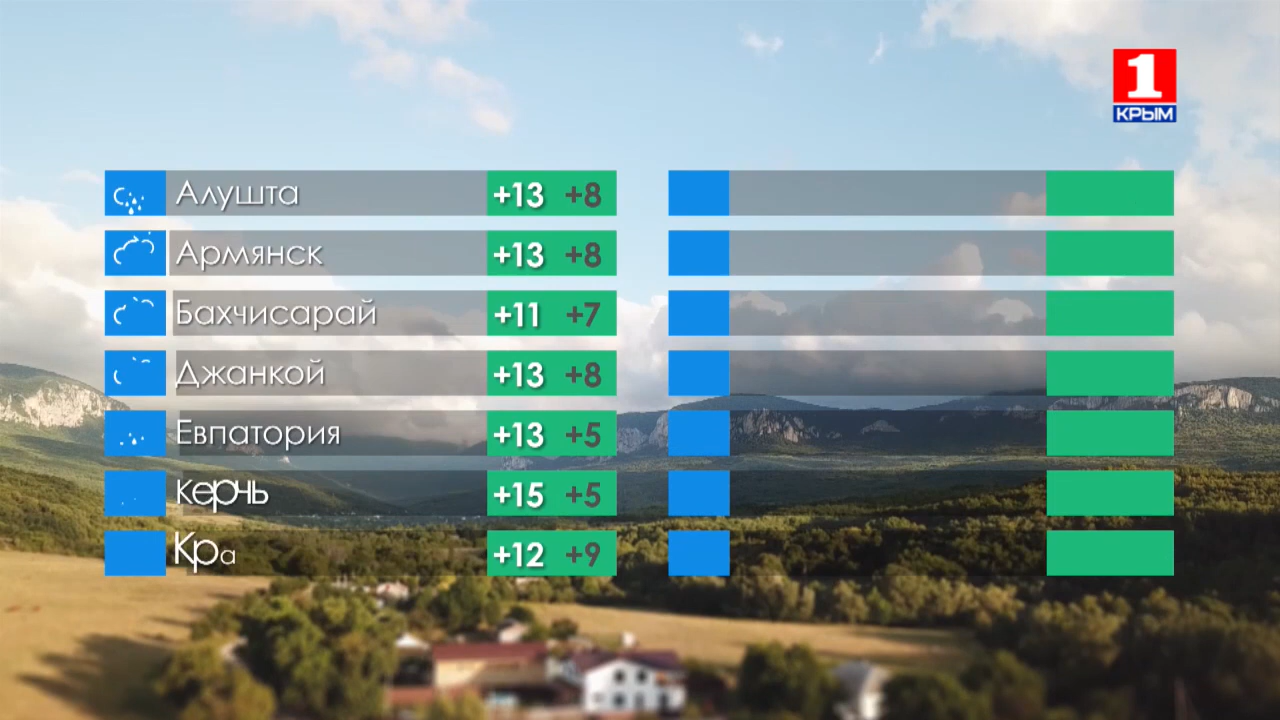 1
КРЫМ
Алушта +13 +8
Армянск +13 +8
Бахчисарай +11 +7
Джанкой +13 +8
Евпатория +13 +5
Керчь +15 +5
Кра +12 +9